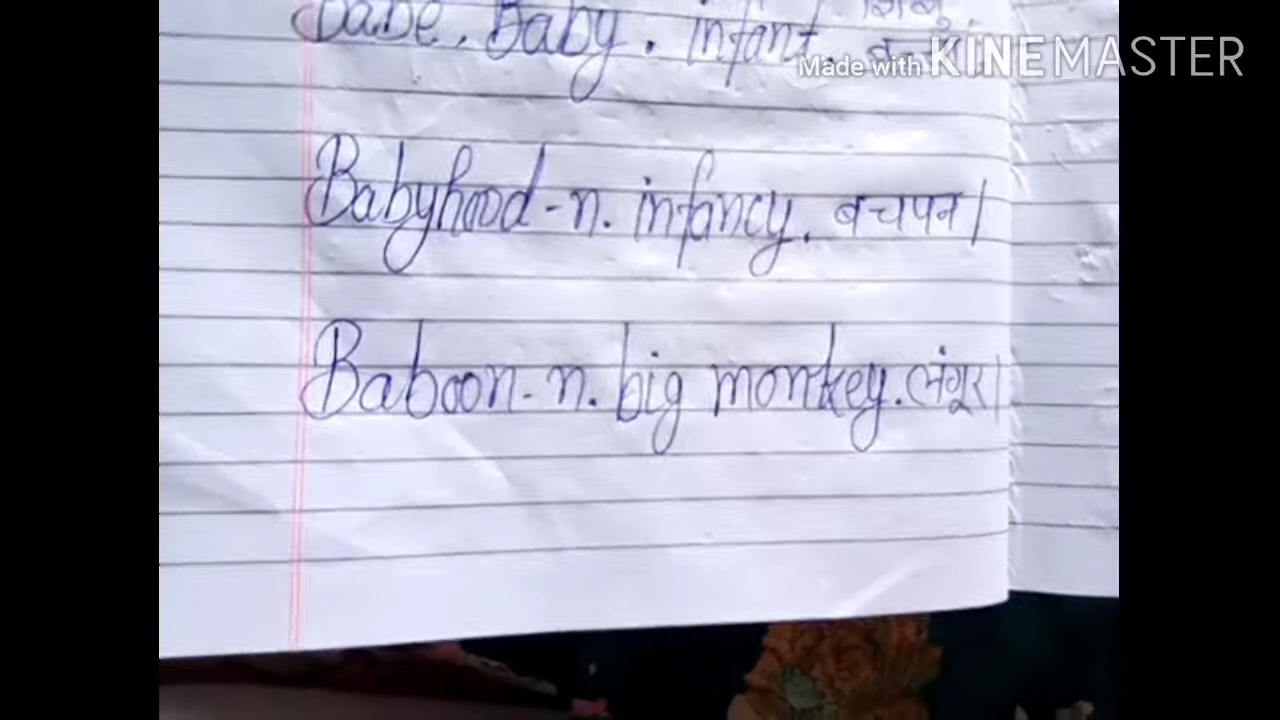 Babe. Baby. infant. शिशु,
Made with KINEMASTER
Babyhood - n. infancy. बचपन।
Baboon - n. big monkey. लंगूर।